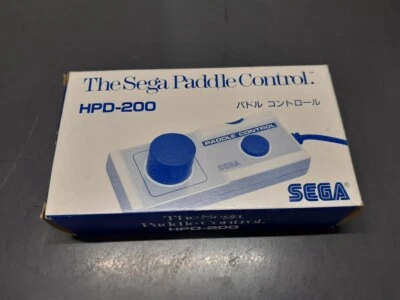 The Sega Paddle Control.™
HPD-200
パドル コントロール
PADDLE CONTROL
SEGA
SEGA
The Sega
Paddle Control.
HPD-200